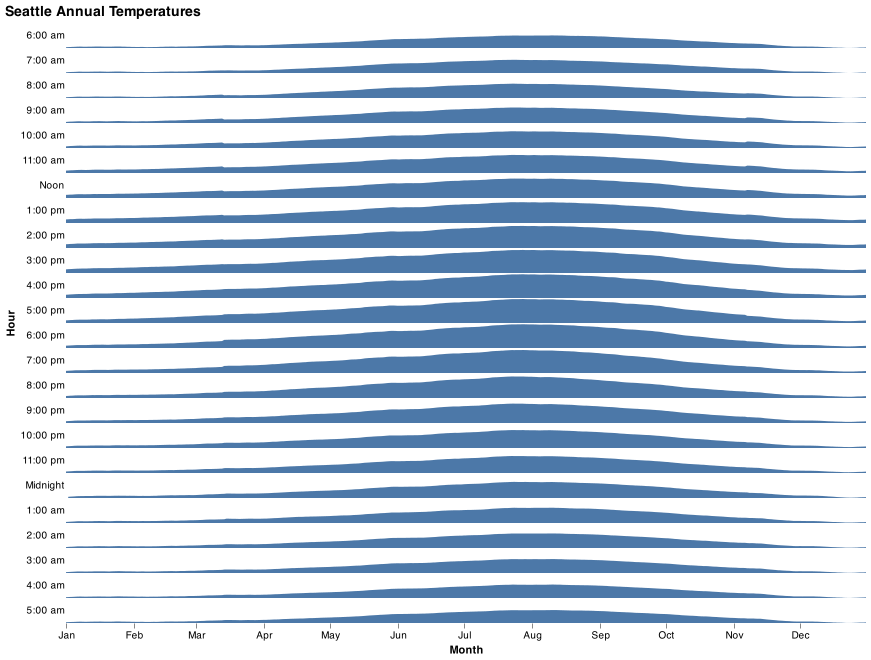 Seattle Annual Temperatures
6:00 am
7:00 am
8:00 am
9:00 am
10:00 am
11:00 am
Noon
1:00 pm
2:00 pm
3:00 pm
4:00 pm
5:00 pm
6:00 pm
7:00 pm
8:00 pm
9:00 pm
10:00 pm
11:00 pm
Midnight
1:00 am
2:00 am
3:00 am
4:00 am
5:00 am
Hour
Jan Feb Mar Apr May Jun Jul Aug Sep Oct Nov Dec
Month